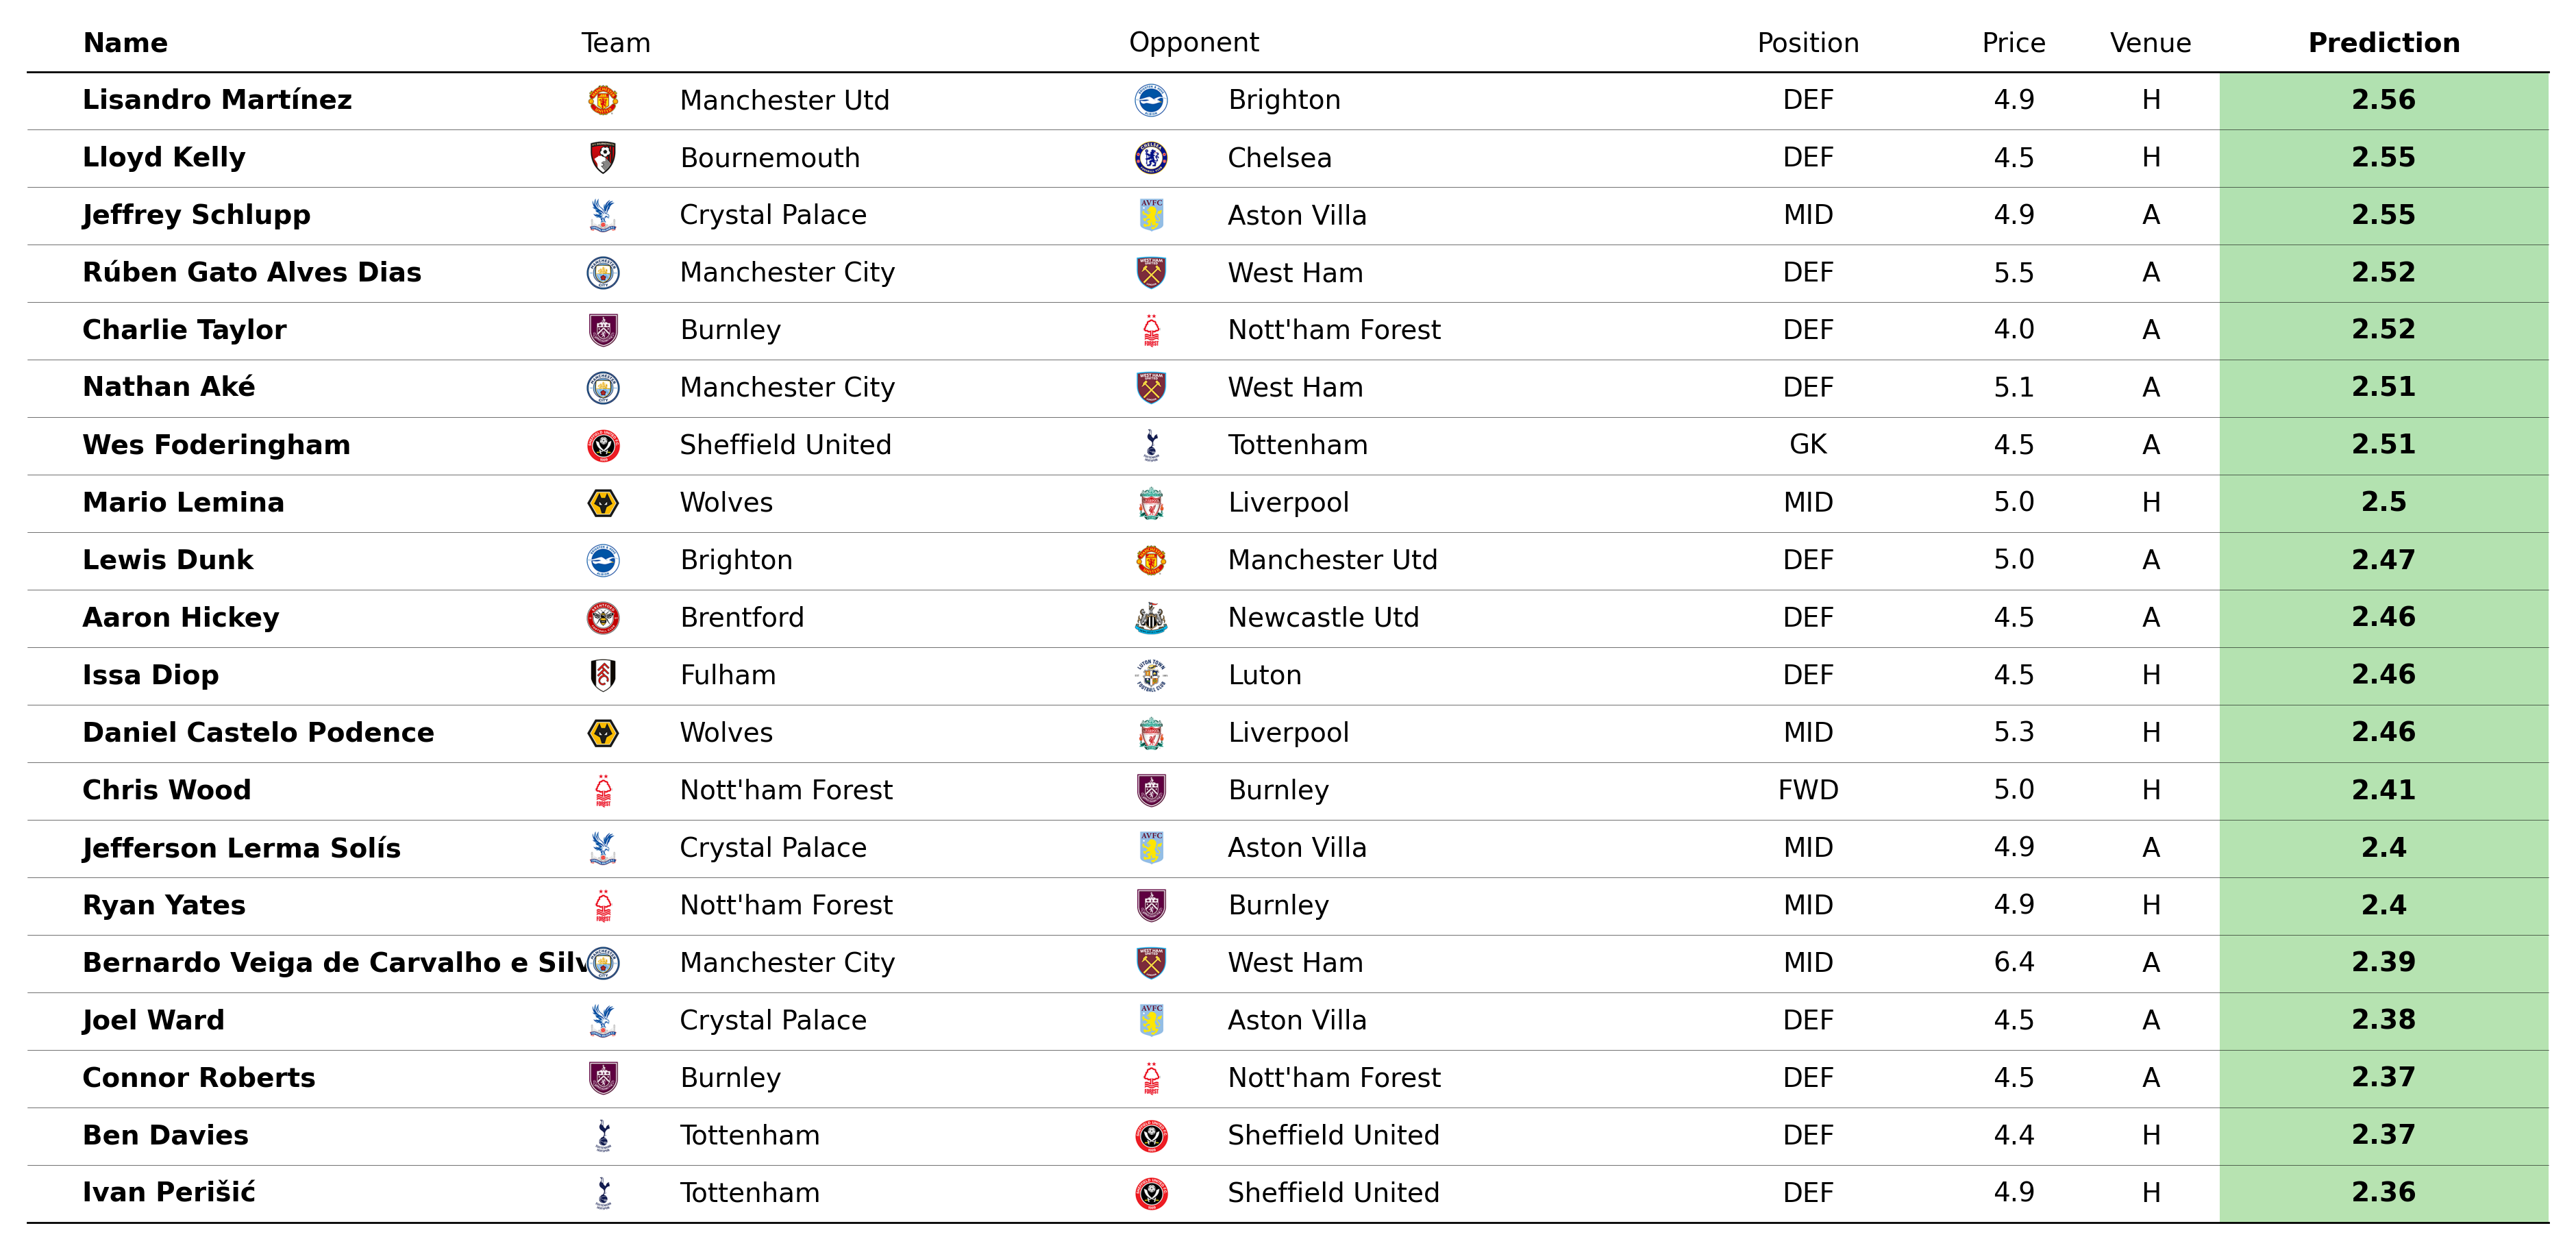 Name Team Opponent Position Price Venue Prediction
Lisandro Martínez Manchester Utd Brighton DEF 4.9 H 2.56
Lloyd Kelly Bournemouth Chelsea DEF 4.5 H 2.55
Jeffrey Schlupp Crystal Palace Aston Villa MID 4.9 A 2.55
Rúben Gato Alves Dias Manchester City West Ham DEF 5.5 A 2.52
Charlie Taylor Burnley Nott'ham Forest DEF 4.0 A 2.52
Nathan Aké Manchester City West Ham DEF 5.1 A 2.51
Wes Foderingham Sheffield United Tottenham GK 4.5 A 2.51
Mario Lemina Wolves Liverpool MID 5.0 H 2.5
Lewis Dunk Brighton Manchester Utd DEF 5.0 A 2.47
Aaron Hickey Brentford Newcastle Utd DEF 4.5 A 2.46
Issa Diop Fulham Luton DEF 4.5 H 2.46
Daniel Castelo Podence Wolves Liverpool MID 5.3 H 2.46
Chris Wood Nott'ham Forest Burnley FWD 5.0 H 2.41
Jefferson Lerma Solís Crystal Palace Aston Villa MID 4.9 A 2.4
Ryan Yates Nott'ham Forest Burnley MID 4.9 H 2.4
Bernardo Veiga de Carvalho e Silv Manchester City West Ham MID 6.4 A 2.39
Joel Ward Crystal Palace Aston Villa DEF 4.5 A 2.38
Connor Roberts Burnley Nott'ham Forest DEF 4.5 A 2.37
Ben Davies Tottenham Sheffield United DEF 4.4 H 2.37
Ivan Perišić Tottenham Sheffield United DEF 4.9 H 2.36